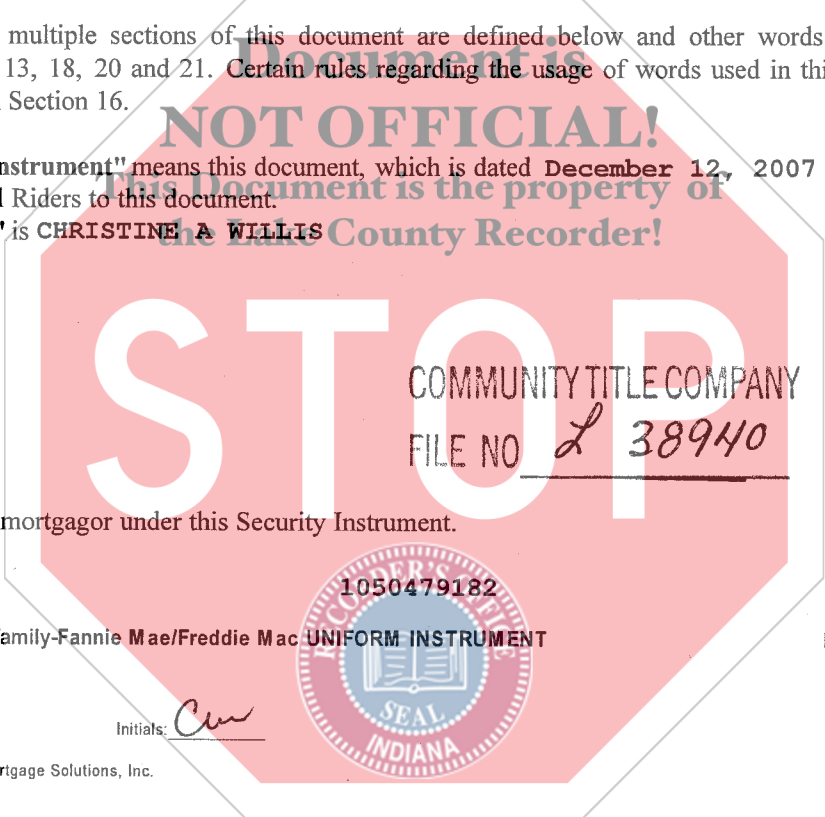 multiple sections of this document are defined below and other words
13, 18, 20 and 21. Certain rules regarding the usage of words used in thi
Section 16.
Document is
NOT OFFICIAL!
This Document is the property of
the Lake County Recorder!
nstrument" means this document, which is dated December 12, 2007
Riders to this document.
" is CHRISTINE A WILLIS
STOP
COMMUNITY TITLE COMPANY
FILE NO L 38940
mortgagor under this Security Instrument.
1050479182
amily-Fannie Mae/Freddie Mac UNIFORM INSTRUMENT
RECORDER'S OFFICE
SEAL
INDIANA
Initials: CW
rtgage Solutions, Inc.